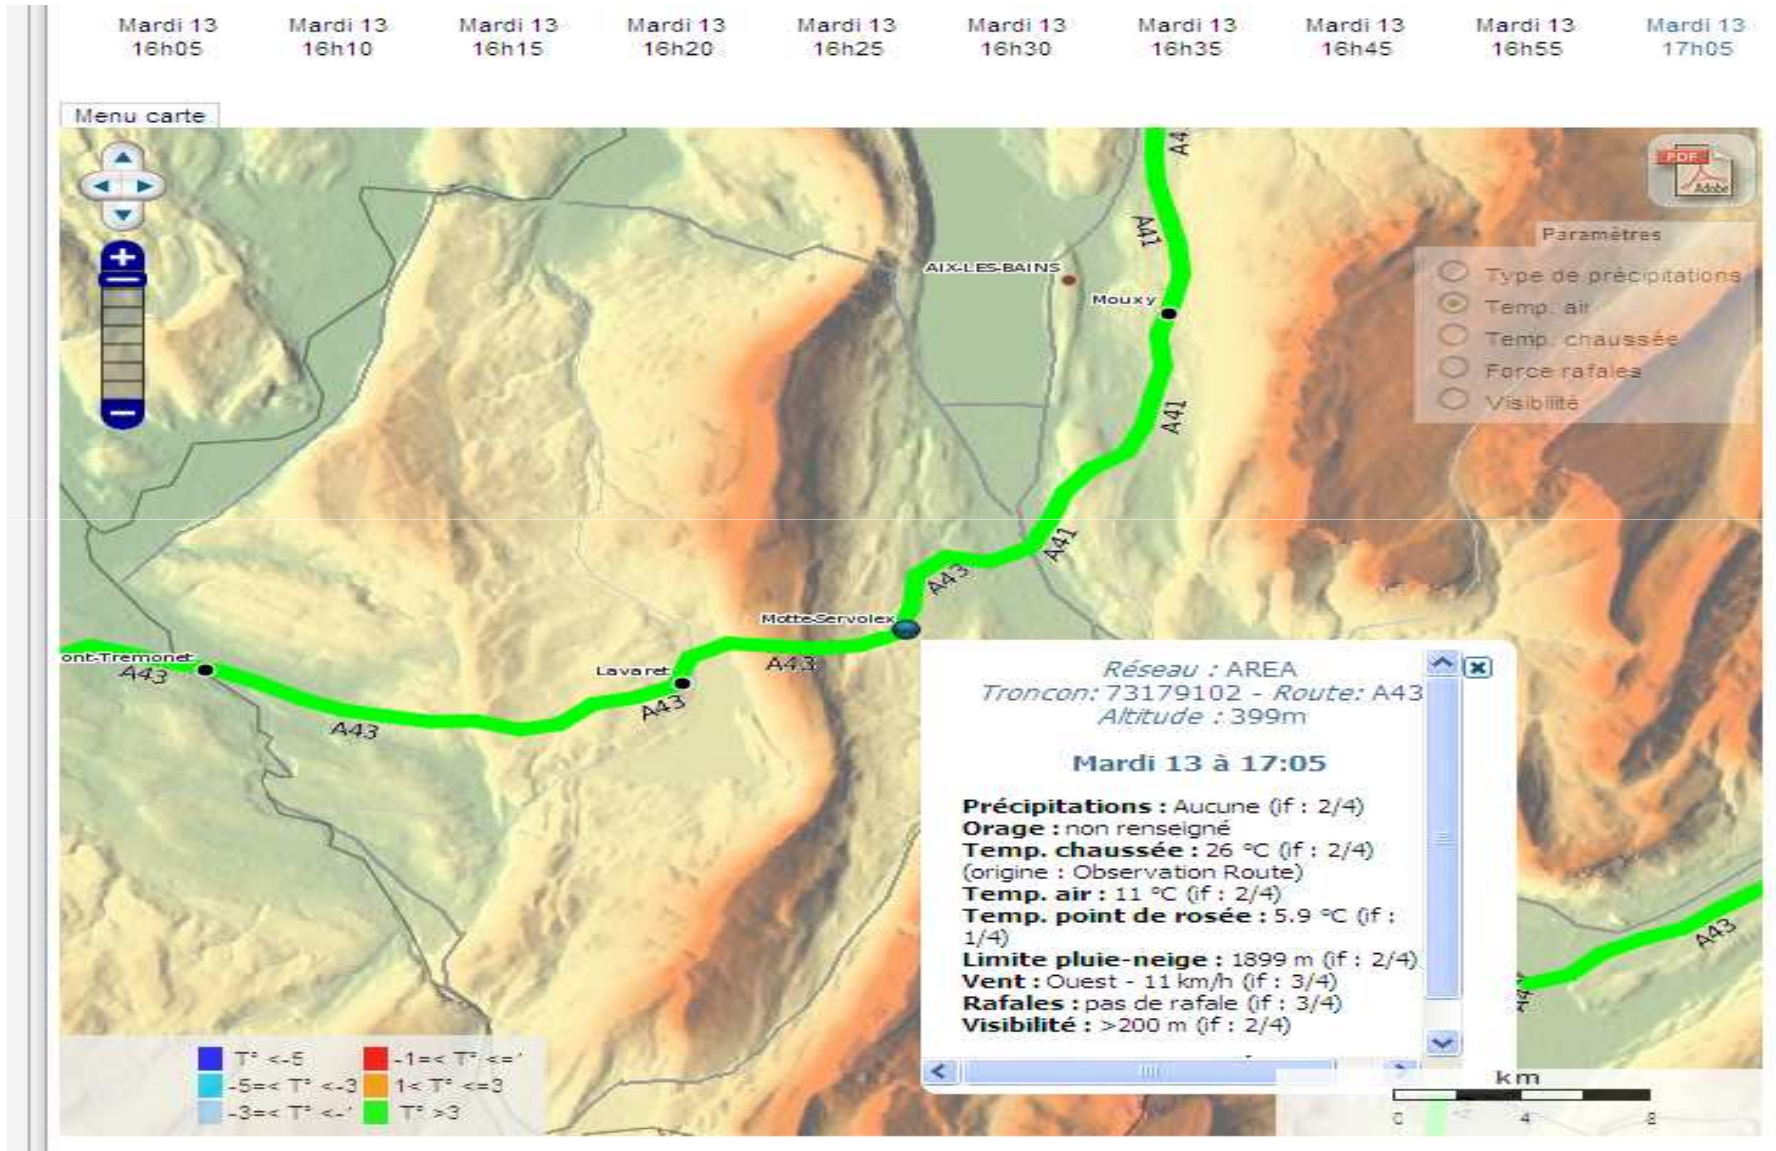 Mardi 13 Mardi 13 Mardi 13 Mardi 13 Mardi 13 Mardi 13 Mardi 13 Mardi 13 Mardi 13 Mardi 13
16h05 16h10 16h15 16h20 16h25 16h30 16h35 16h45 16h55 17h05
Menu carte
PDF
Adobe
A41
Paramètres
Type de précipitations
Temp. air
Temp. chaussée
Force rafales
Visibilité
AIX-LES-BAINS
Mouxy
A41
A41
A43
Motte-Servolex
ont-Tremonet
A43
Lavaret
A43
A43
A43
Réseau : AREA
Troncon: 73179102 - Route: A43
Altitude : 399m
Mardi 13 à 17:05
Précipitations : Aucune (if : 2/4)
Orage : non renseigné
Temp. chaussée : 26 °C (if : 2/4)
(origine : Observation Route)
Temp. air : 11 °C (if : 2/4)
Temp. point de rosée : 5.9 °C (if :
1/4)
Limite pluie-neige : 1899 m (if : 2/4)
Vent : Ouest - 11 km/h (if : 3/4)
Rafales : pas de rafale (if : 3/4)
Visibilité : >200 m (if : 2/4)
A43
T° <-5 -1=< T° <=1
-5=< T° <-3 1< T° <=3
-3=< T° <-1 T° >3
km
0 2 4 8